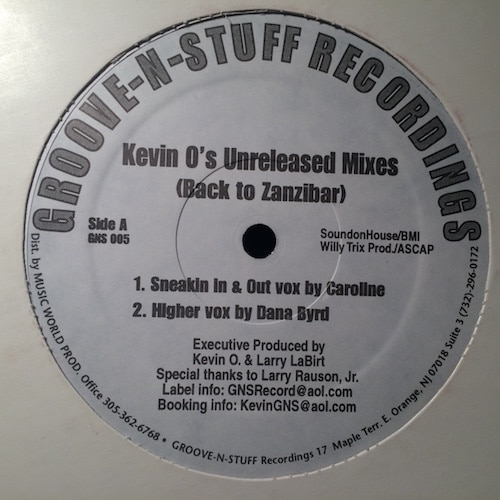 GROOVE-N-STUFF RECORDINGS
Kevin O's Unreleased Mixes
(Back to Zanzibar)
Side A
GNS 005
SoundonHouse/BMI
Willy Trix Prod./ASCAP
1. Sneakin In & Out vox by Caroline
2. Higher vox by Dana Byrd
Executive Produced by
Kevin O. & Larry LaBirt
Special thanks to Larry Rauson, Jr.
Label info: GNSRecord@aol.com
Booking info: KevinGNS@aol.com
Dist. by MUSIC WORLD PROD. Office 305-362-6768 • GROOVE-N-STUFF Recordings 17 Maple Terr. E. Orange, NJ 07018 Suite 3 (732)-296-0172